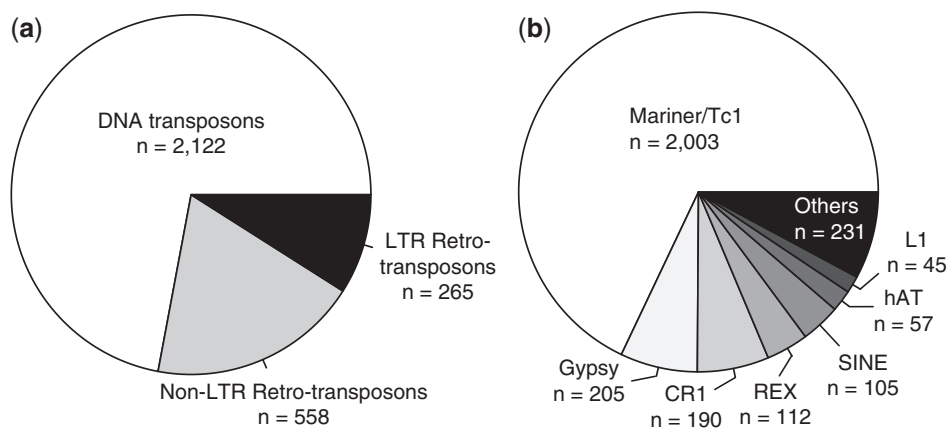 (a)
DNA transposons
n = 2,122
LTR Retro-
transposons
n = 265
Non-LTR Retro-transposons
n = 558
(b)
Mariner/Tc1
n = 2,003
Others
n = 231
L1
n = 45
hAT
n = 57
SINE
n = 105
REX
n = 112
CR1
n = 190
Gypsy
n = 205